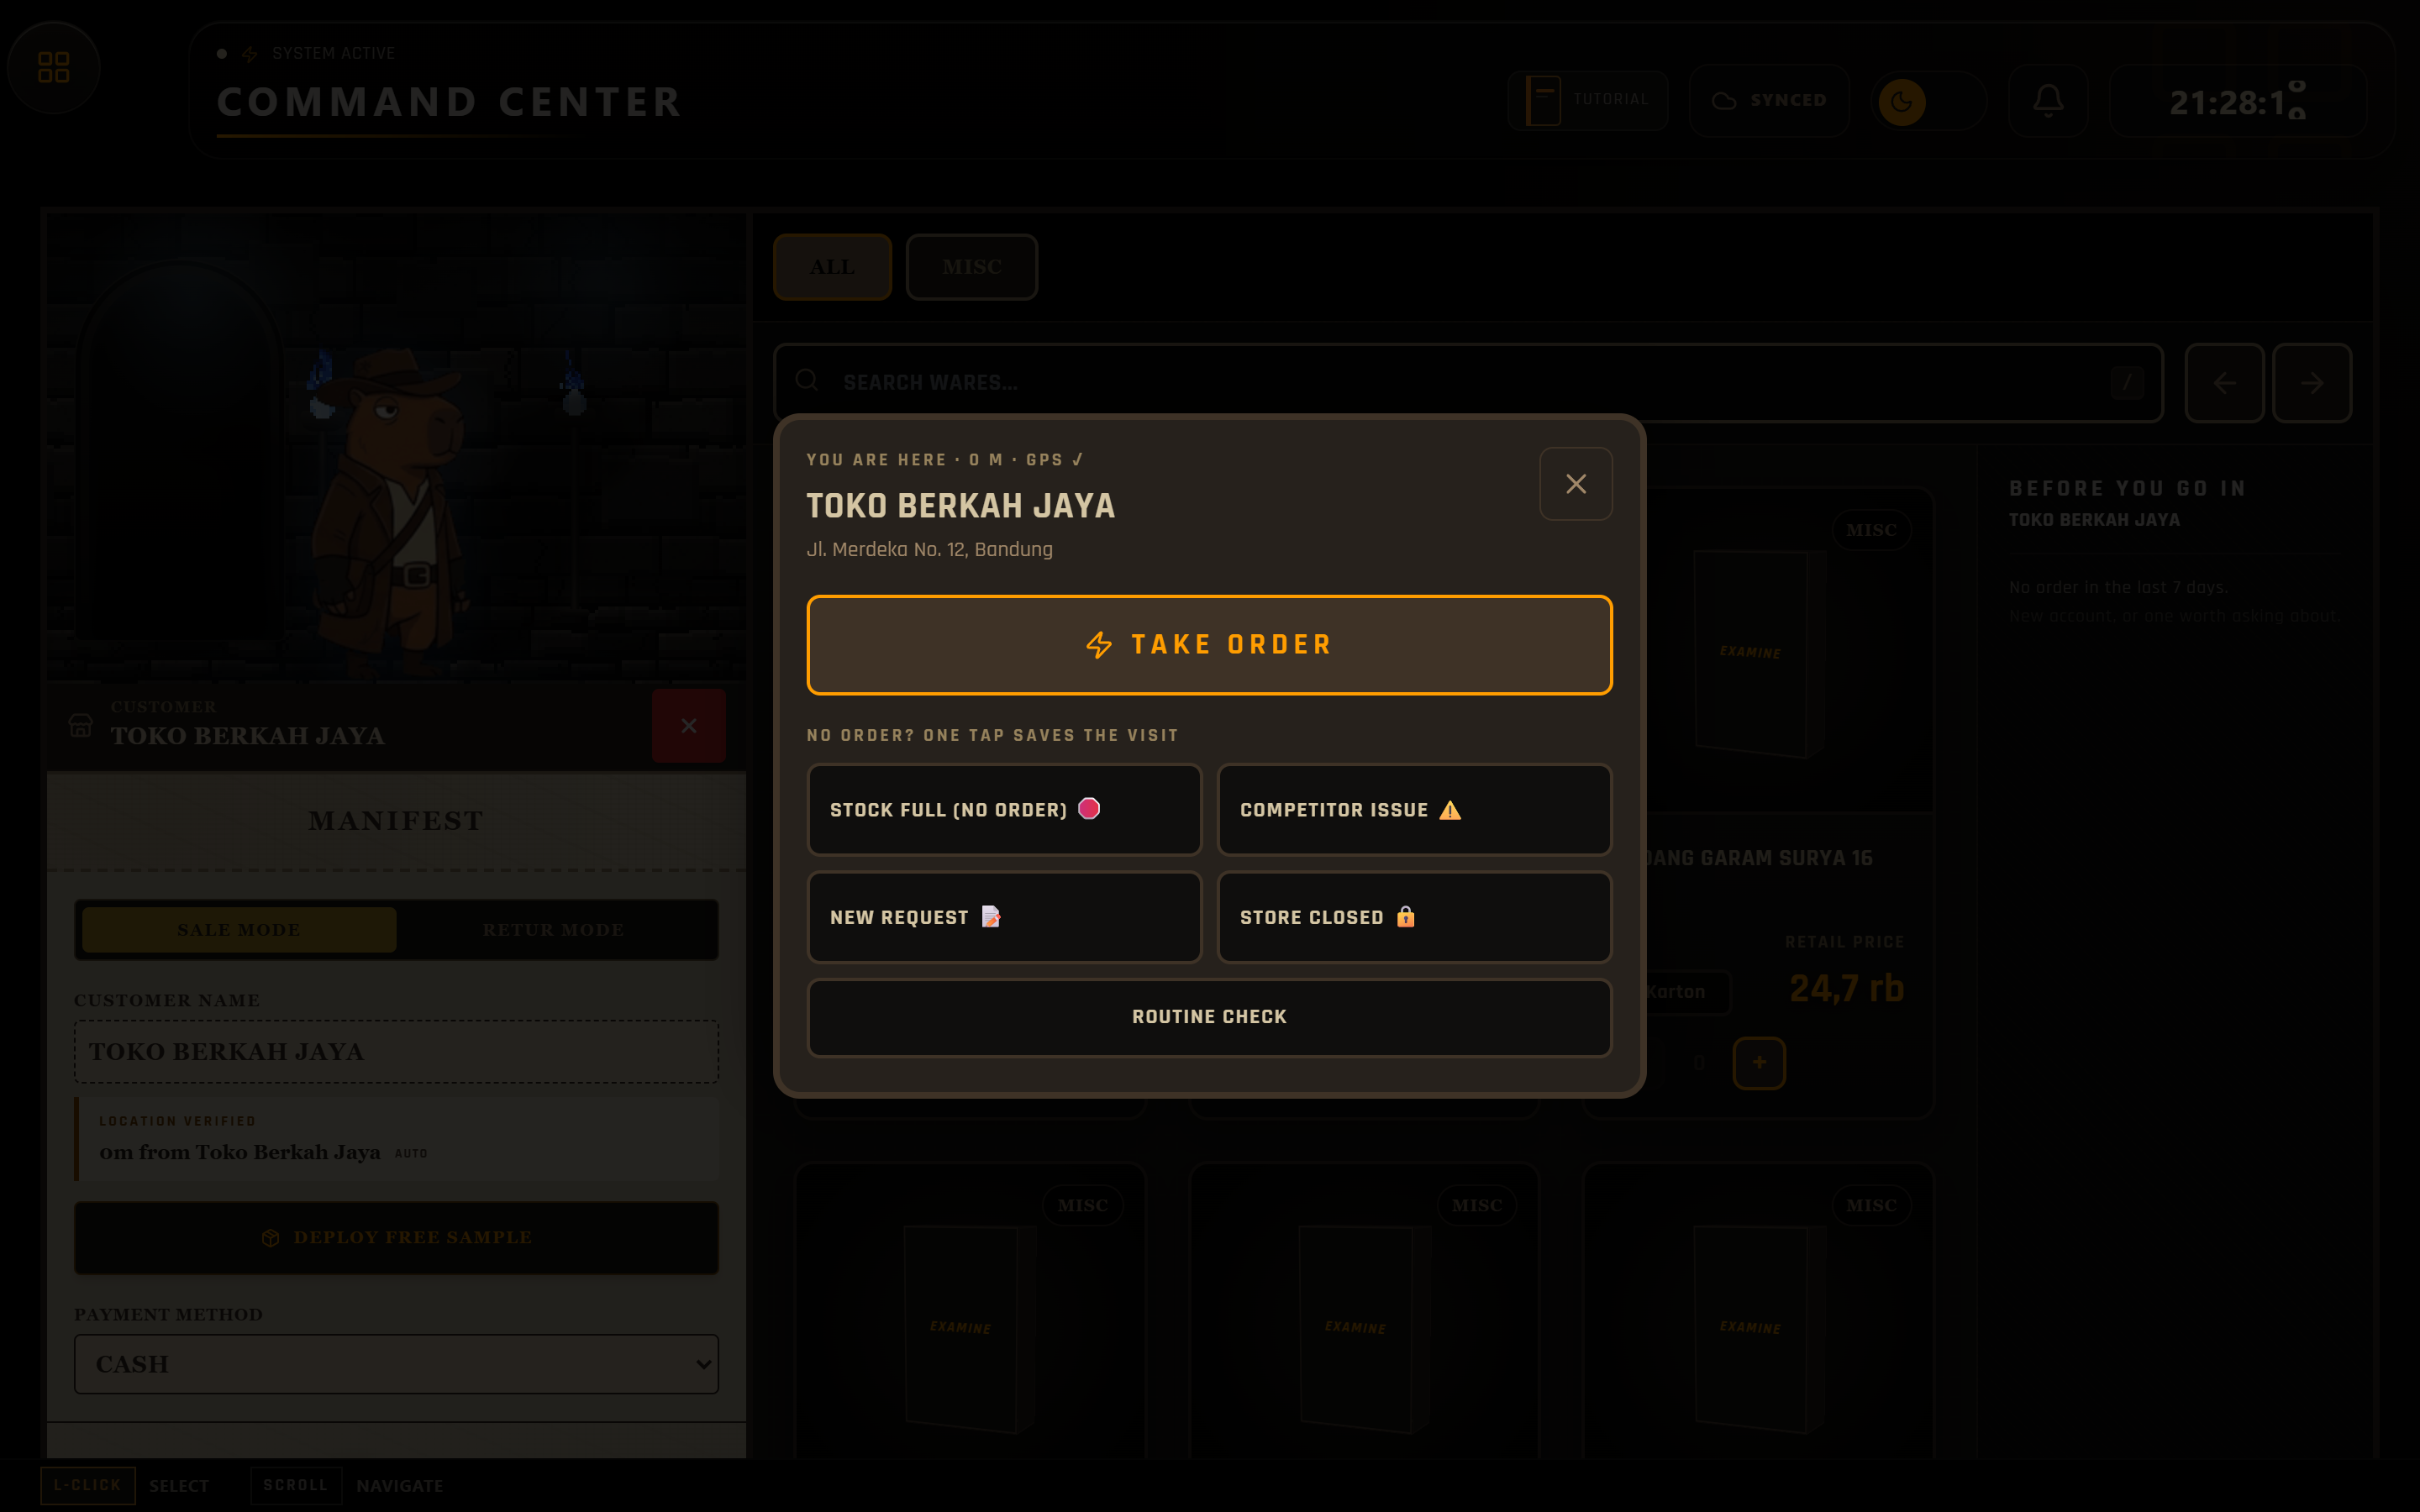 SYSTEM ACTIVE
COMMAND CENTER
TUTORIAL
SYNCED
21:28:1
ALL
MISC
SEARCH WARES...
/
YOU ARE HERE · 0 M · GPS ✓
TOKO BERKAH JAYA
Jl. Merdeka No. 12, Bandung
TAKE ORDER
NO ORDER? ONE TAP SAVES THE VISIT
STOCK FULL (NO ORDER) 🛑
COMPETITOR ISSUE ⚠️
NEW REQUEST 📝
STORE CLOSED 🔒
ROUTINE CHECK
CUSTOMER
TOKO BERKAH JAYA
MANIFEST
SALE MODE
RETUR MODE
CUSTOMER NAME
TOKO BERKAH JAYA
LOCATION VERIFIED
0m from Toko Berkah Jaya AUTO
DEPLOY FREE SAMPLE
PAYMENT METHOD
CASH
MISC
EXAMINE
GARAM SURYA 16
RETAIL PRICE
Karton
24,7 rb
0
+
MISC
EXAMINE
MISC
EXAMINE
MISC
EXAMINE
BEFORE YOU GO IN
TOKO BERKAH JAYA
No order in the last 7 days.
New account, or one worth asking about.
L-CLICK
SELECT
SCROLL
NAVIGATE